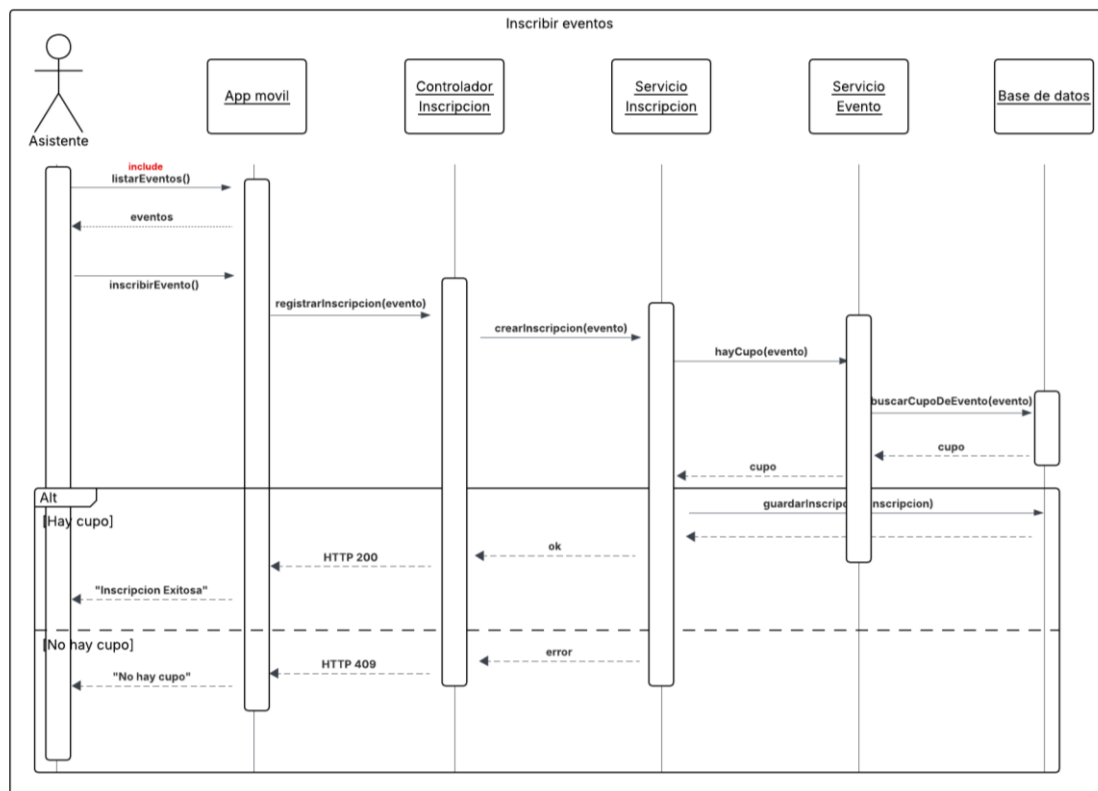 Inscribir eventos
Asistente
App movil
Controlador
Inscripcion
Servicio
Inscripcion
Servicio
Evento
Base de datos
include
listarEventos()
eventos
inscribirEvento()
registrarInscripcion(evento)
crearInscripcion(evento)
hayCupo(evento)
buscarCupoDeEvento(evento)
cupo
cupo
Alt
[Hay cupo]
guardarInscripc nscripcion)
ok
HTTP 200
"Inscripcion Exitosa"
[No hay cupo]
error
HTTP 409
"No hay cupo"